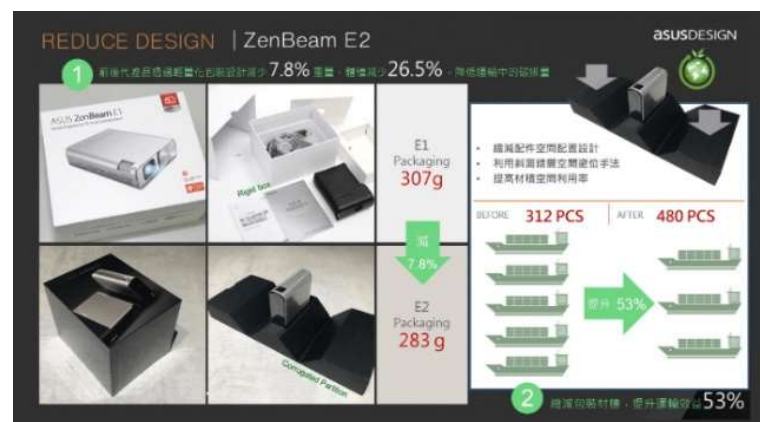 REDUCE DESIGN | ZenBeam E2
asusDESIGN
1 前後代產品透過輕量化包裝設計減少7.8% 重量，體積減少26.5%，降低運輸中的碳排量
ASUS ZenBeam E1
Rigid box
E1
Packaging
307g
減
7.8%
E2
Packaging
283 g
Corrugated Partition
• 縮減配件空間配置設計
• 利用斜面錯層空間避位手法
• 提高材積空間利用率
BEFORE 312 PCS | AFTER 480 PCS
提升 53%
2 縮減包裝材積，提升運輸效益53%